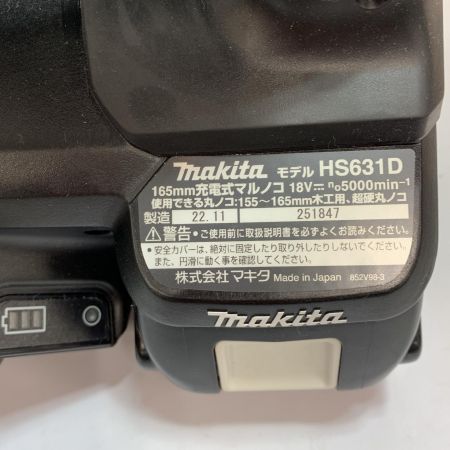 makita モデル HS631D
165mm充電式マルノコ 18V⎓ n₀5000min⁻¹
使用できる丸ノコ:155～165mm木工用、超硬丸ノコ
製造 22.11 251847
⚠警告 ●ご使用前に取扱説明書を必ずよくお読みください。
●安全カバーは、絶対に固定したり取り外したりしないでください。
また、円滑に動く事を確認してください。
株式会社マキタ Made in Japan 852V98-3
makita